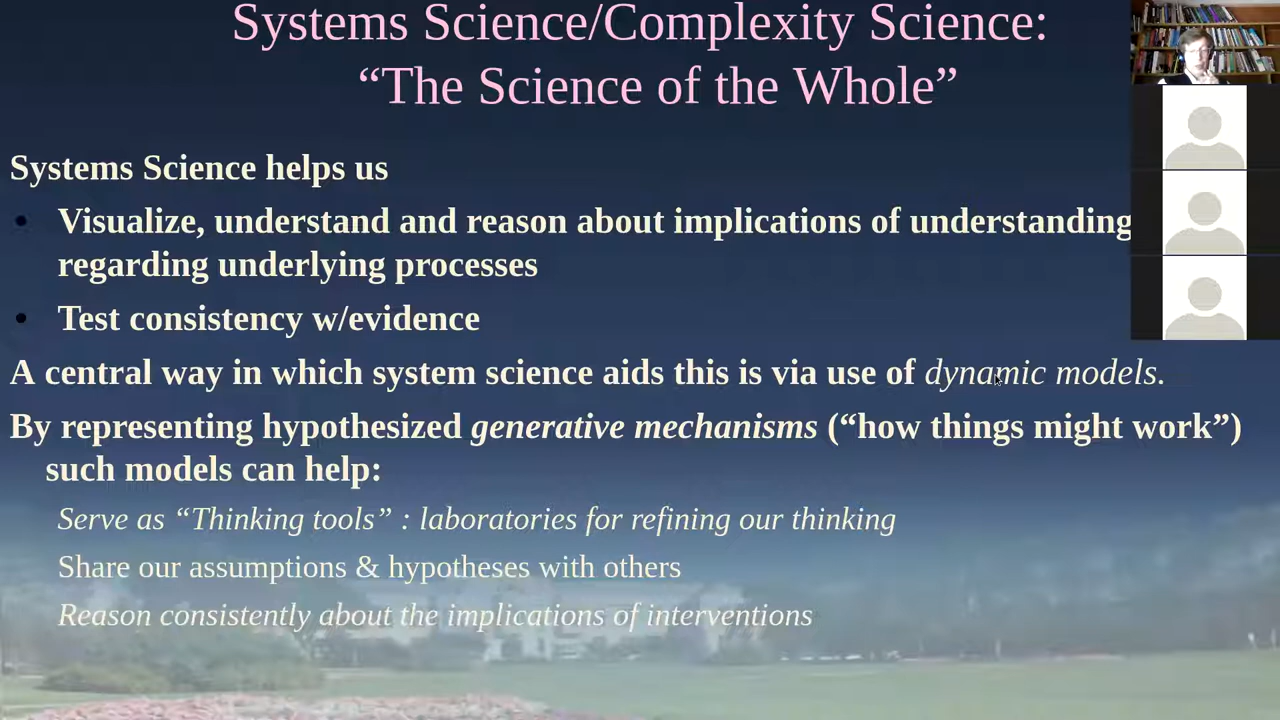 Systems Science/Complexity Science:
“The Science of the Whole”
Systems Science helps us
• Visualize, understand and reason about implications of understanding
regarding underlying processes
• Test consistency w/evidence
A central way in which system science aids this is via use of dynamic models.
By representing hypothesized generative mechanisms (“how things might work”)
such models can help:
Serve as “Thinking tools” : laboratories for refining our thinking
Share our assumptions & hypotheses with others
Reason consistently about the implications of interventions